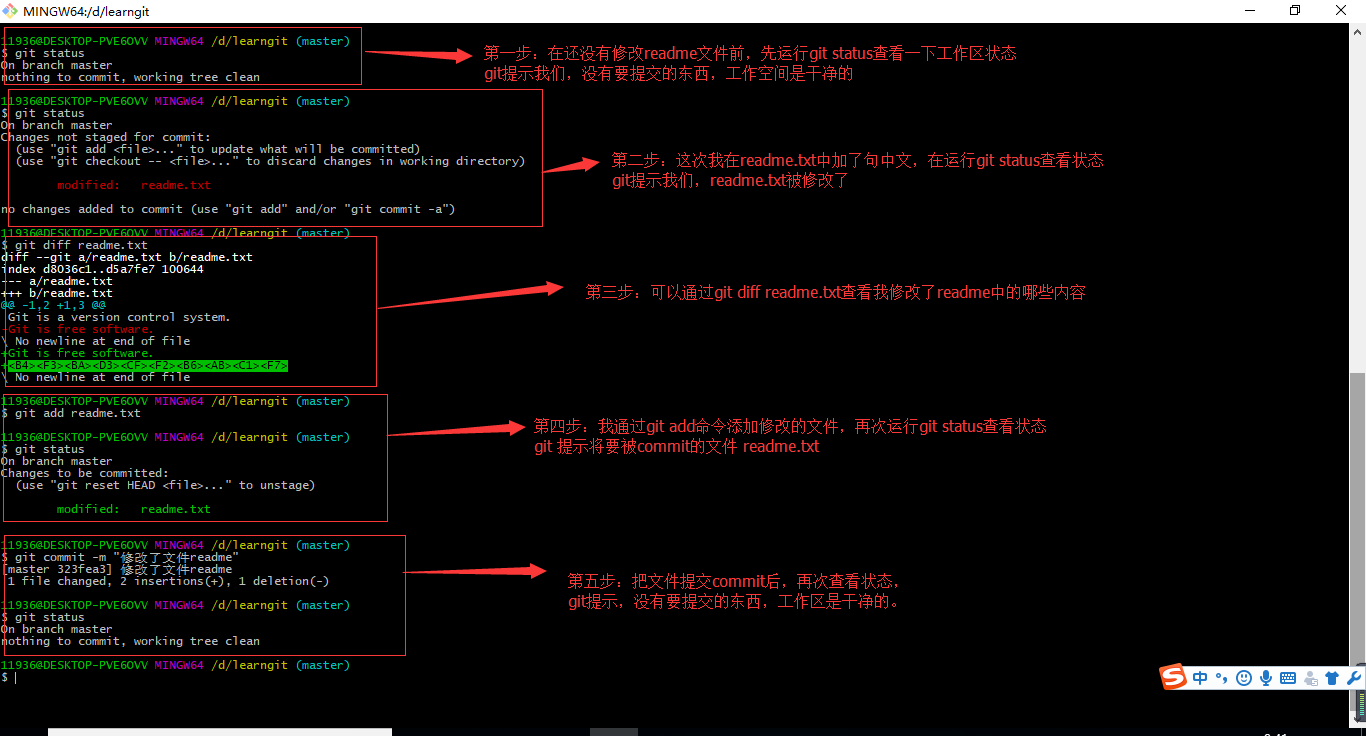 MINGW64:/d/learngit
11936@DESKTOP-PVE6OVV MINGW64 /d/learngit (master)
$ git status
On branch master
nothing to commit, working tree clean
第一步：在还没有修改readme文件前，先运行git status查看一下工作区状态
git提示我们，没有要提交的东西，工作空间是干净的
11936@DESKTOP-PVE6OVV MINGW64 /d/learngit (master)
$ git status
On branch master
Changes not staged for commit:
(use "git add <file>..." to update what will be committed)
(use "git checkout -- <file>..." to discard changes in working directory)
modified: readme.txt
no changes added to commit (use "git add" and/or "git commit -a")
第二步：这次我在readme.txt中加了句中文，在运行git status查看状态
git提示我们，readme.txt被修改了
11936@DESKTOP-PVE6OVV MINGW64 /d/learngit (master)
$ git diff readme.txt
diff --git a/readme.txt b/readme.txt
index d8036c1..d5a7fe7 100644
--- a/readme.txt
+++ b/readme.txt
@@ -1,2 +1,3 @@
Git is a version control system.
-Git is free software.
\ No newline at end of file
+Git is free software.
+<B4><F3><BA><D3><CF><F2><B6><AB><C1><F7>
\ No newline at end of file
第三步：可以通过git diff readme.txt查看我修改了readme中的哪些内容
11936@DESKTOP-PVE6OVV MINGW64 /d/learngit (master)
$ git add readme.txt
11936@DESKTOP-PVE6OVV MINGW64 /d/learngit (master)
$ git status
On branch master
Changes to be committed:
(use "git reset HEAD <file>..." to unstage)
modified: readme.txt
第四步：我通过git add命令添加修改的文件，再次运行git status查看状态
git 提示将要被commit的文件 readme.txt
11936@DESKTOP-PVE6OVV MINGW64 /d/learngit (master)
$ git commit -m "修改了文件readme"
[master 323fea3] 修改了文件readme
1 file changed, 2 insertions(+), 1 deletion(-)
11936@DESKTOP-PVE6OVV MINGW64 /d/learngit (master)
$ git status
On branch master
nothing to commit, working tree clean
第五步：把文件提交commit后，再次查看状态，
git提示，没有要提交的东西，工作区是干净的。
11936@DESKTOP-PVE6OVV MINGW64 /d/learngit (master)
$
S 中